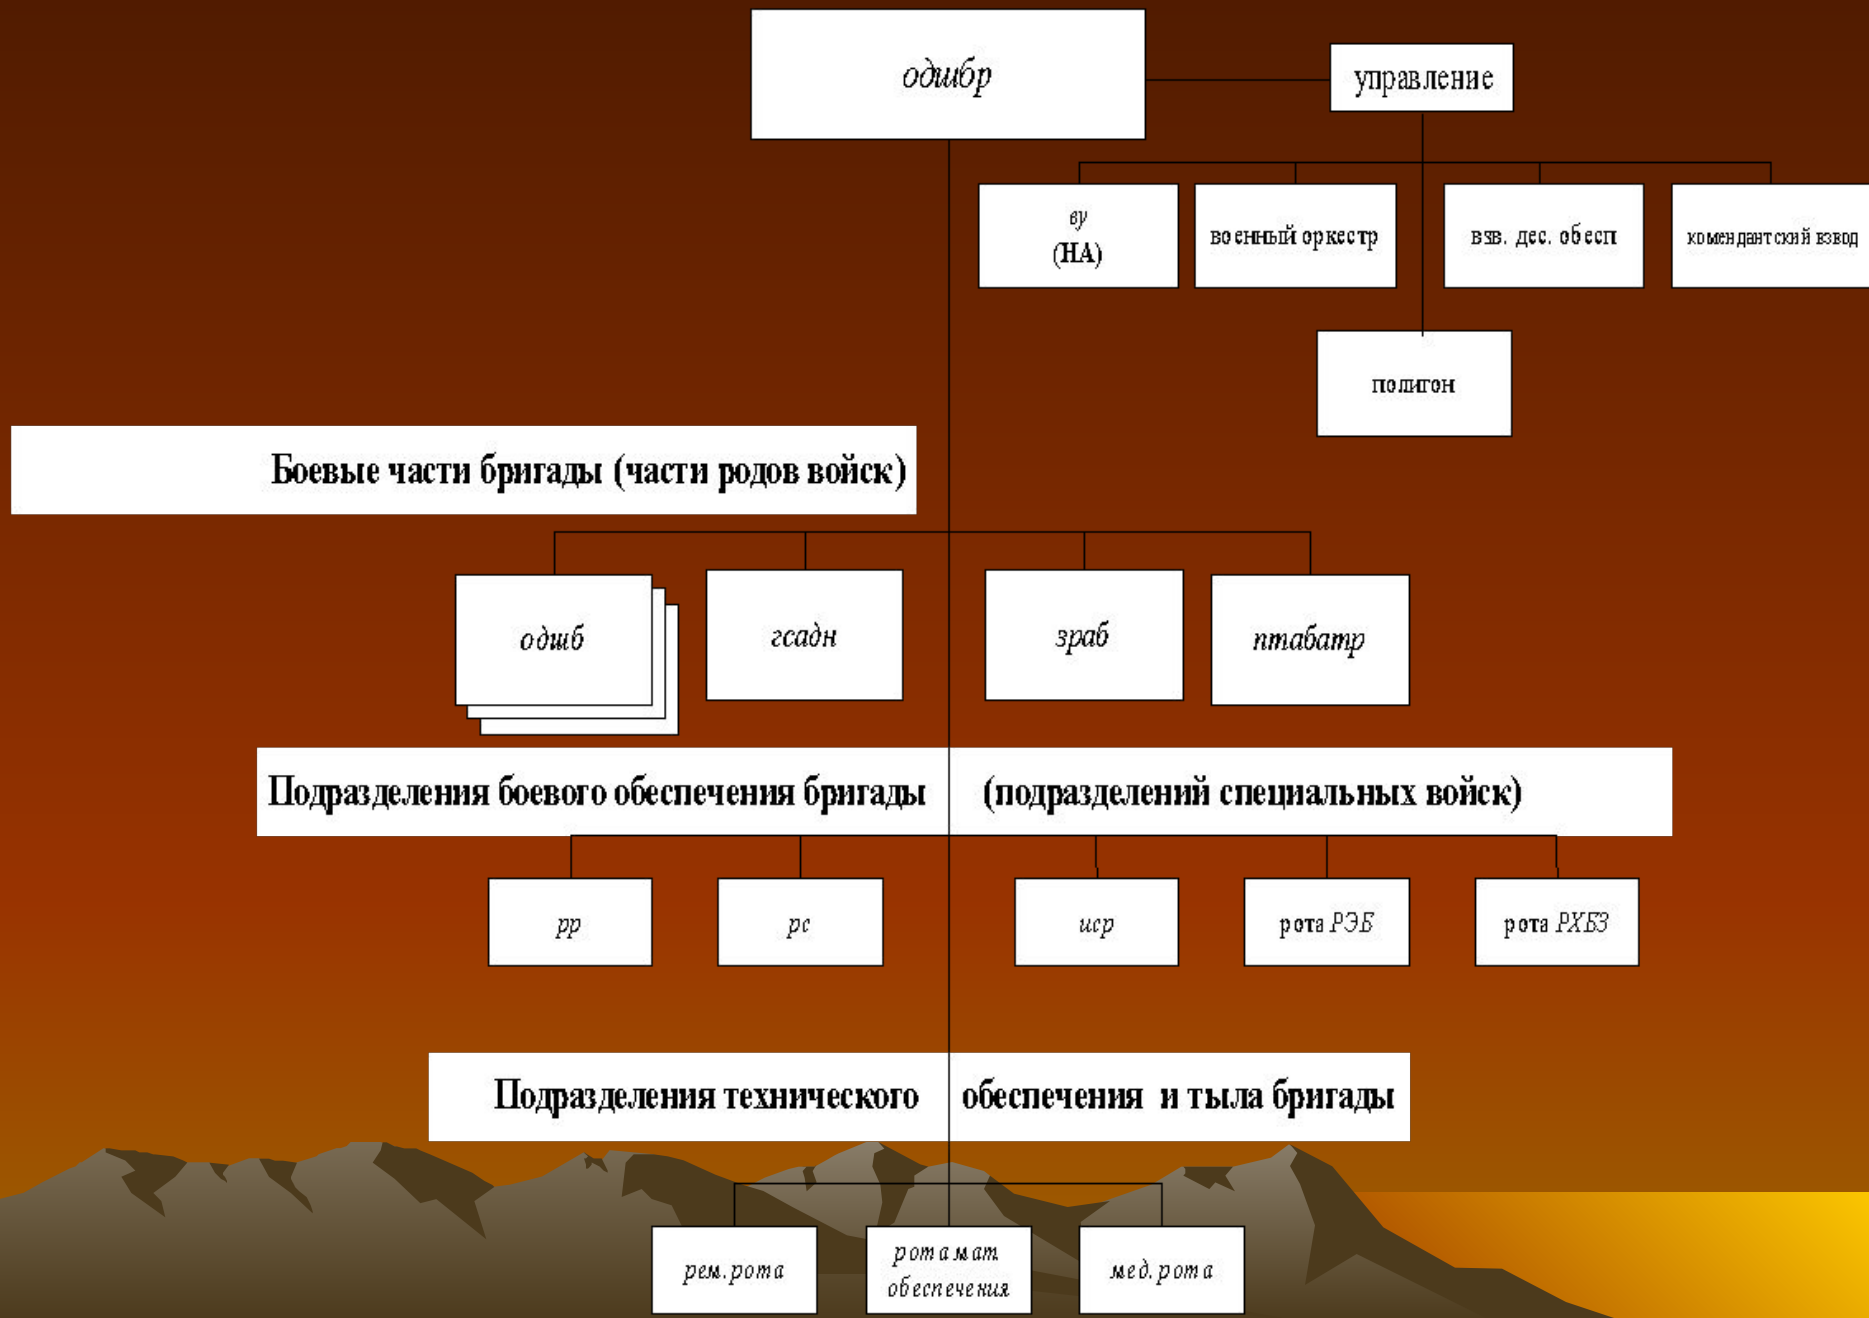 одшбр
управление
ву
(НА)
военный оркестр
взв. дес. обесп
комендантский взвод
полигон
Боевые части бригады (части родов войск)
одшб
гсадн
зраб
птабатр
Подразделения боевого обеспечения бригады (подразделений специальных войск)
рр
рс
иср
рота РЭБ
рота РХБЗ
Подразделения технического обеспечения и тыла бригады
рем.рота
рота мат
обеспечения
мед.рота